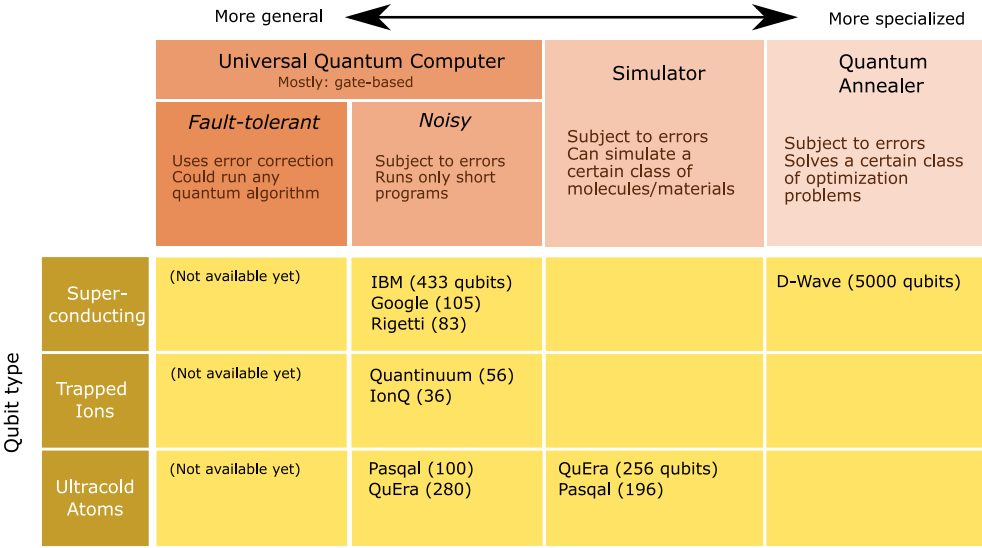 More general
More specialized
Universal Quantum Computer
Mostly: gate-based
Simulator
Quantum
Annealer
Fault-tolerant
Noisy
Uses error correction
Could run any
quantum algorithm
Subject to errors
Runs only short
programs
Subject to errors
Can simulate a
certain class of
molecules/materials
Subject to errors
Solves a certain class
of optimization
problems
Qubit type
Super-
conducting
(Not available yet)
IBM (433 qubits)
Google (105)
Rigetti (83)
D-Wave (5000 qubits)
Trapped
Ions
(Not available yet)
Quantinuum (56)
IonQ (36)
Ultracold
Atoms
(Not available yet)
Pasqal (100)
QuEra (280)
QuEra (256 qubits)
Pasqal (196)